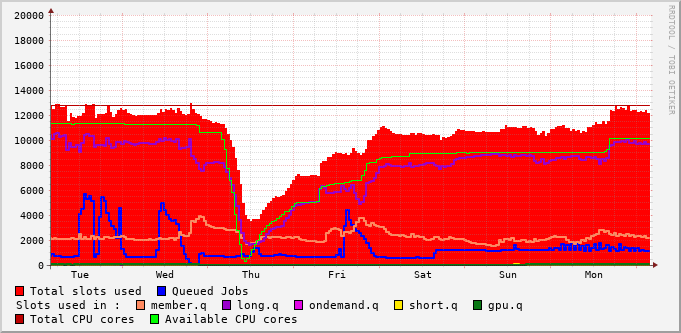 20000
18000
16000
14000
12000
10000
8000
6000
4000
2000
0
Tue Wed Thu Fri Sat Sun Mon
RRDTOOL / TOBI OETIKER
Total slots used Queued Jobs
Slots used in : member.q long.q ondemand.q short.q gpu.q
Total CPU cores Available CPU cores